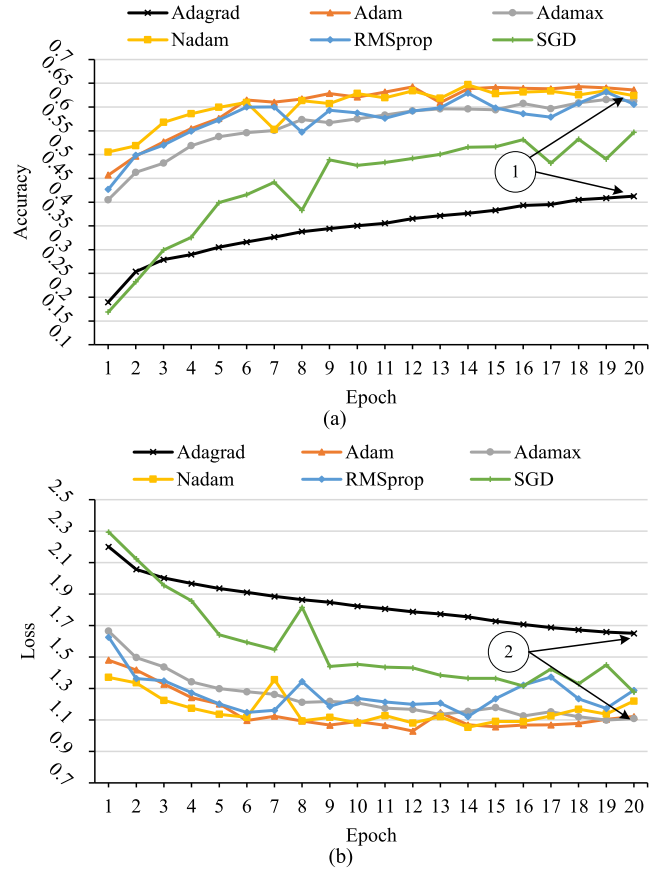 Adagrad Adam Adamax
Nadam RMSprop SGD
0.7
0.65
0.6
0.55
0.5
0.45
0.4
0.35
0.3
0.25
0.2
0.15
0.1
Accuracy
1
1 2 3 4 5 6 7 8 9 10 11 12 13 14 15 16 17 18 19 20
Epoch
(a)
Adagrad Adam Adamax
Nadam RMSprop SGD
2.5
2.3
2.1
1.9
1.7
1.5
1.3
1.1
0.9
0.7
Loss
2
1 2 3 4 5 6 7 8 9 10 11 12 13 14 15 16 17 18 19 20
Epoch
(b)